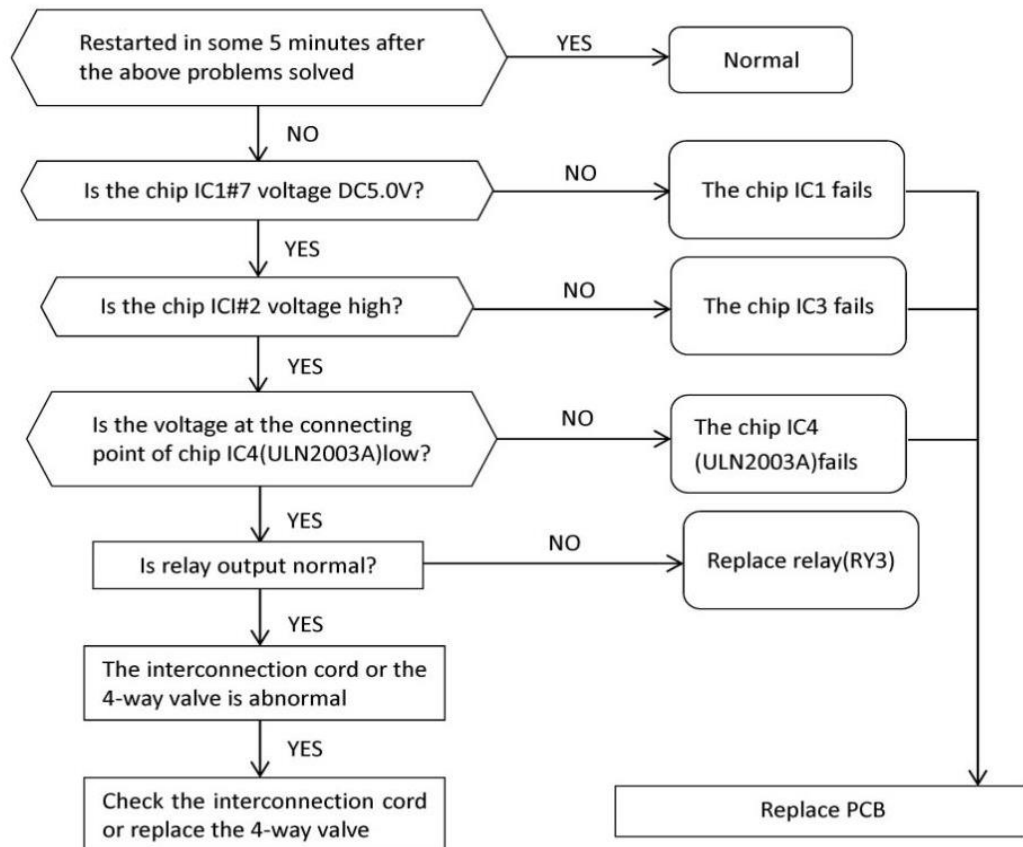 Restarted in some 5 minutes after
the above problems solved
YES
Normal
NO
Is the chip IC1#7 voltage DC5.0V?
NO
The chip IC1 fails
YES
Is the chip ICI#2 voltage high?
NO
The chip IC3 fails
YES
Is the voltage at the connecting
point of chip IC4(ULN2003A)low?
NO
The chip IC4
(ULN2003A)fails
YES
Is relay output normal?
NO
Replace relay(RY3)
YES
The interconnection cord or the
4-way valve is abnormal
YES
Check the interconnection cord
or replace the 4-way valve
Replace PCB